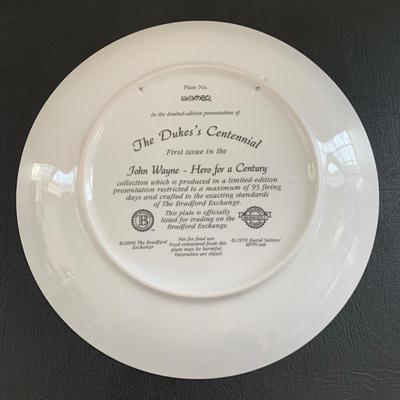 Plate No.
in the limited-edition presentation of
The Dukes's Centennial
First issue in the
John Wayne - Hero for a Century
collection which is produced in a limited-edition
presentation restricted to a maximum of 95 firing
days and crafted to the exacting standards
of The Bradford Exchange.
This plate is officially
listed for trading on the
Bradford Exchange.
B
©2006 The Bradford
Exchange
Not for food use.
Food consumed from this
plate may be harmful.
Decorative art object.
©1979 David Sutton/
MPTV.net